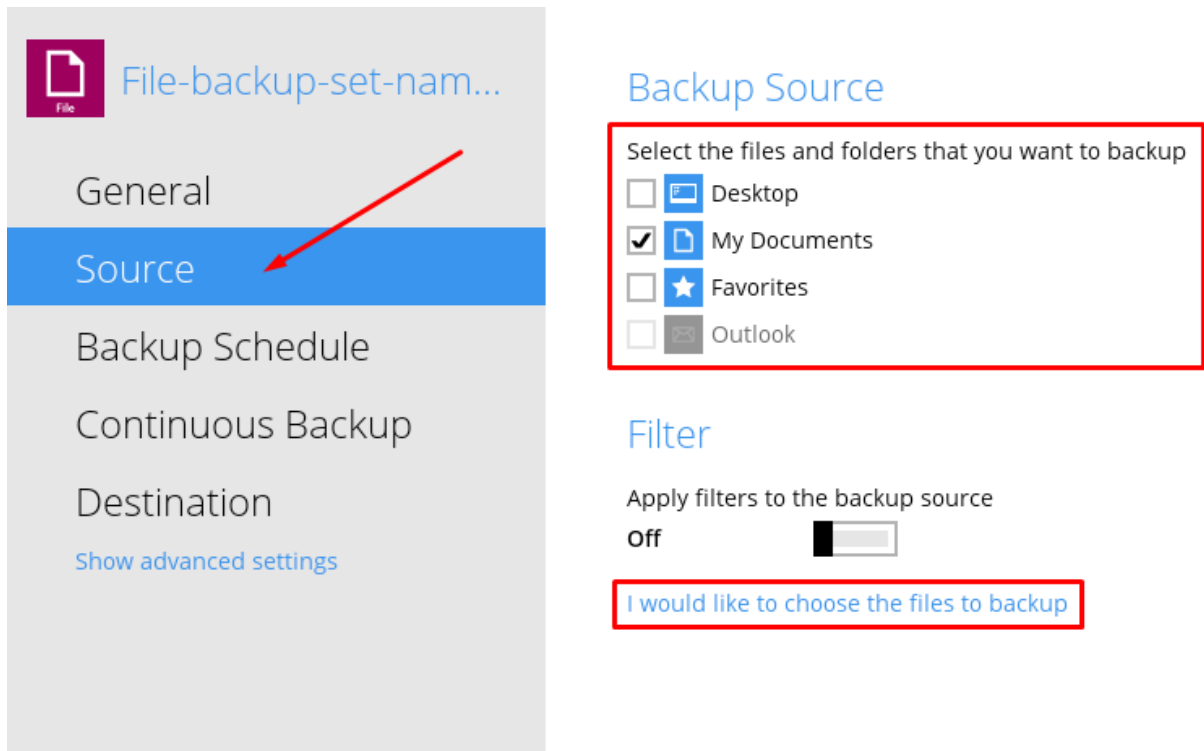 File
File-backup-set-nam...
General
Source
Backup Schedule
Continuous Backup
Destination
Show advanced settings
Backup Source
Select the files and folders that you want to backup
Desktop
My Documents
Favorites
Outlook
Filter
Apply filters to the backup source
Off
I would like to choose the files to backup